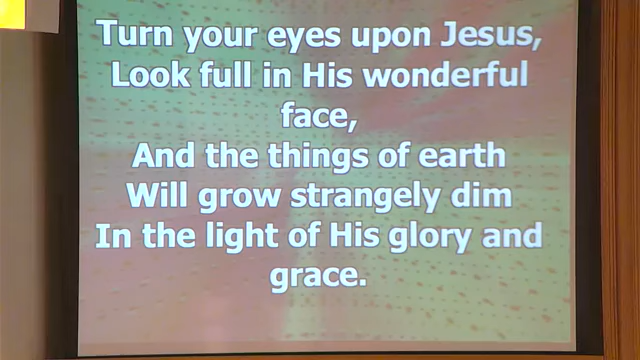 Turn your eyes upon Jesus,
Look full in His wonderful
face,
And the things of earth
Will grow strangely dim
In the light of His glory and
grace.